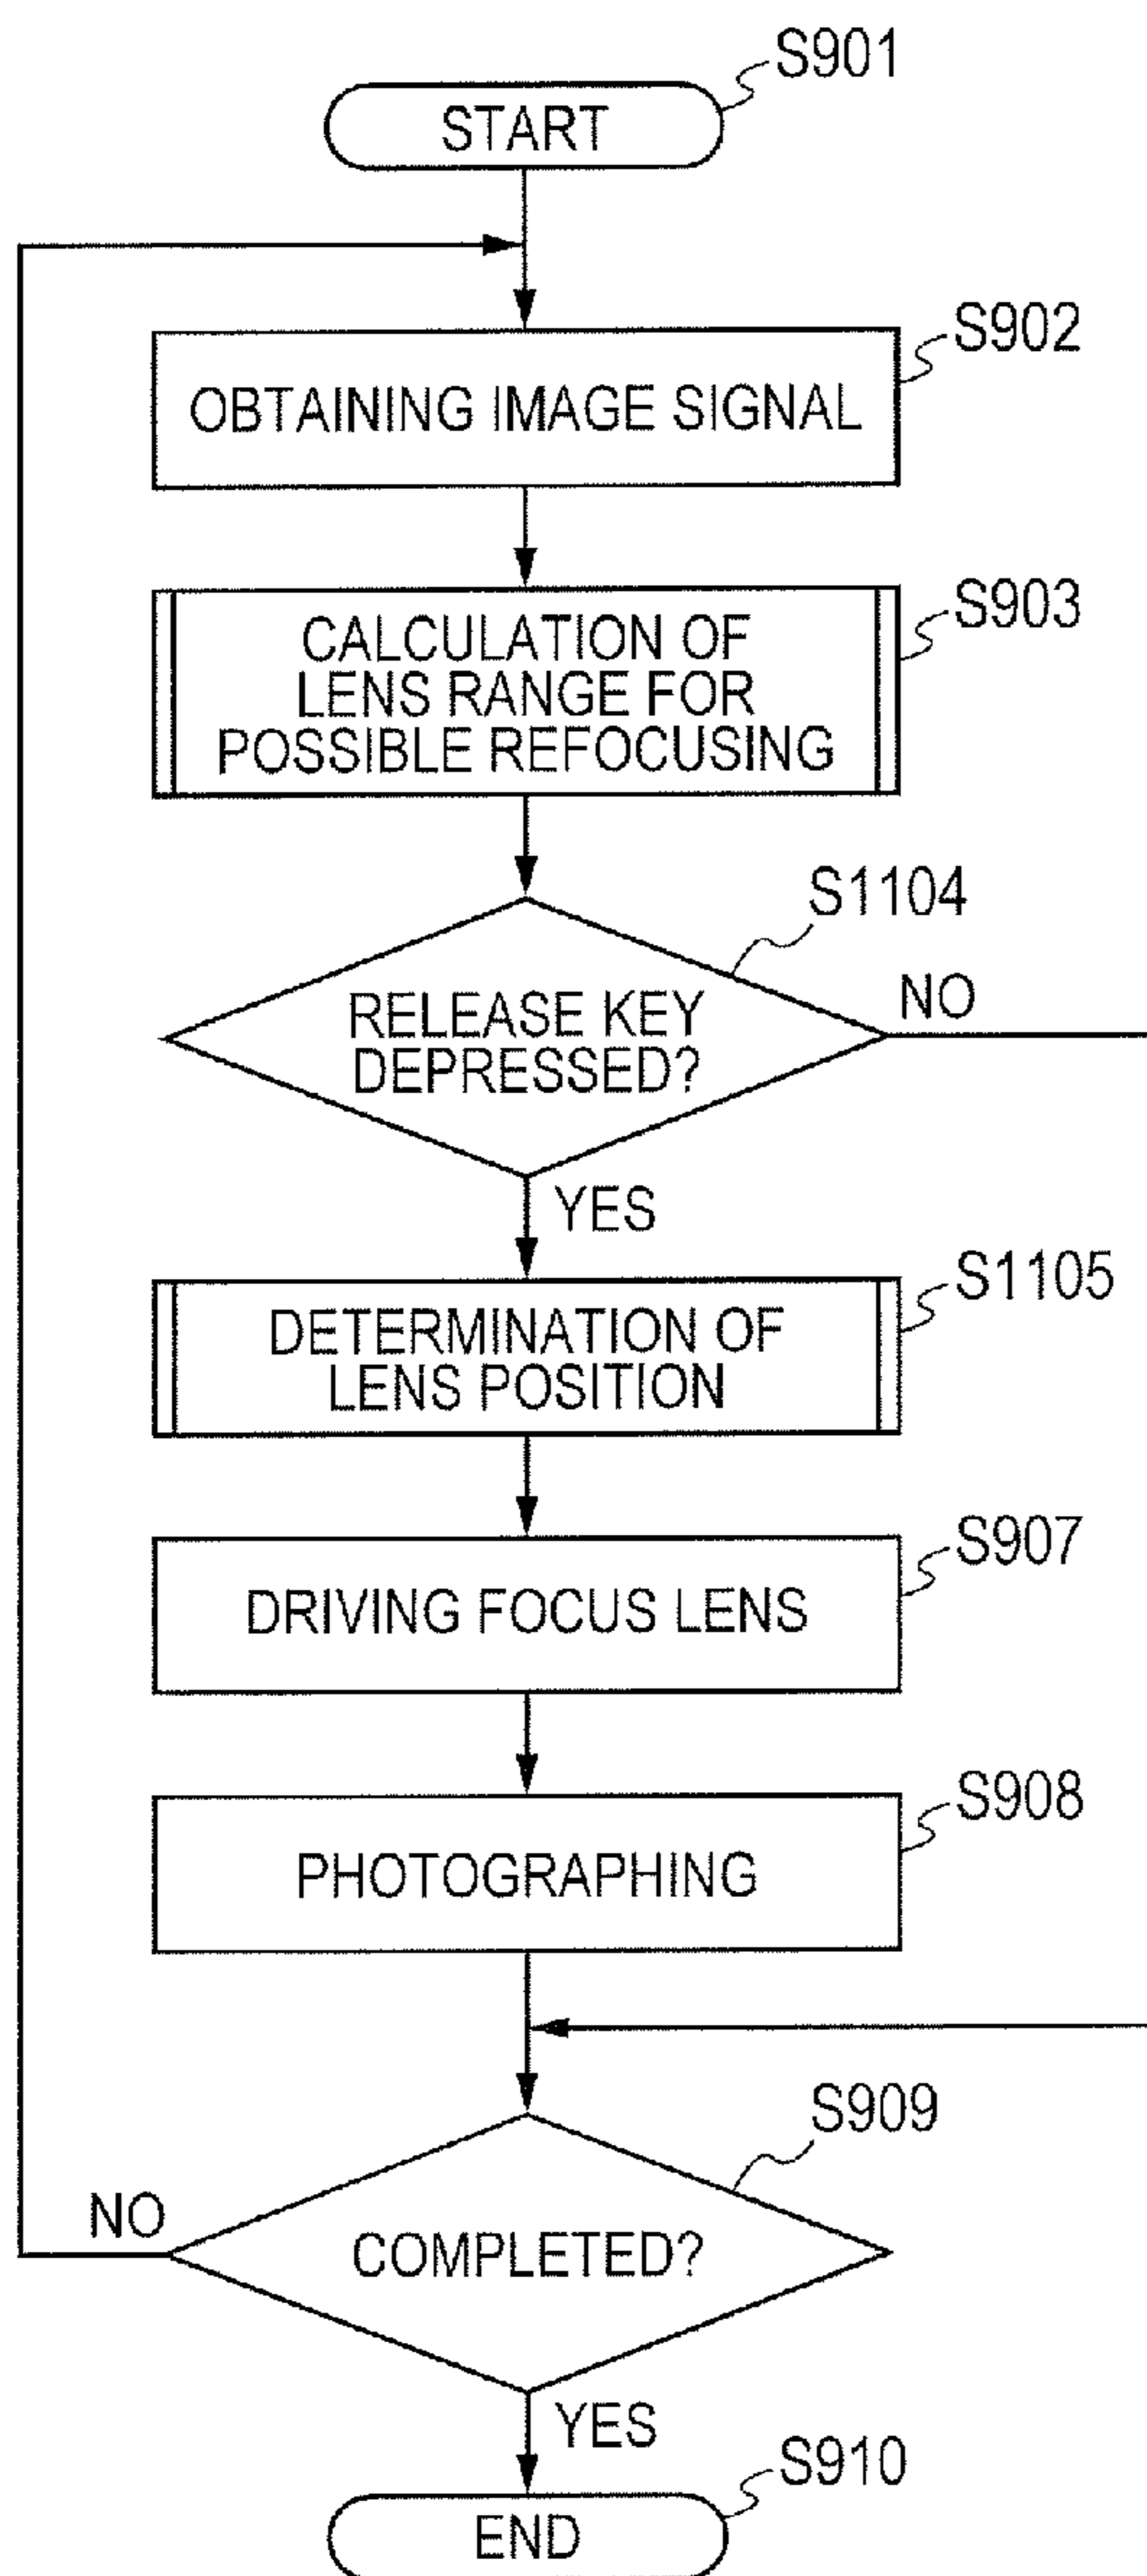 S901
START
S902
OBTAINING IMAGE SIGNAL
S903
CALCULATION OF
LENS RANGE FOR
POSSIBLE REFOCUSING
S1104
RELEASE KEY
DEPRESSED?
NO
YES
S1105
DETERMINATION OF
LENS POSITION
S907
DRIVING FOCUS LENS
S908
PHOTOGRAPHING
S909
COMPLETED?
NO
YES
S910
END